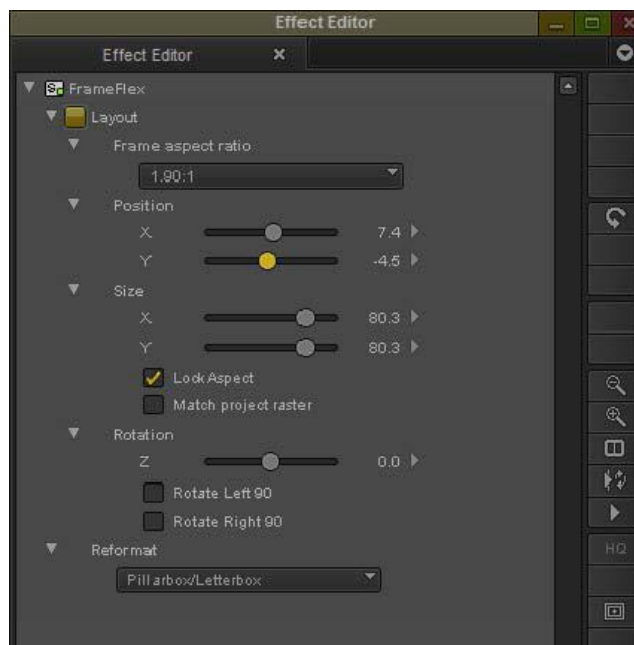 Effect Editor
Effect Editor
FrameFlex
Layout
Frame aspect ratio
1.90:1
Position
X 7.4
Y -4.5
Size
X 80.3
Y 80.3
Lock Aspect
Match project raster
Rotation
Z 0.0
Rotate Left 90
Rotate Right 90
Reformat
HQ
Pillarbox/Letterbox